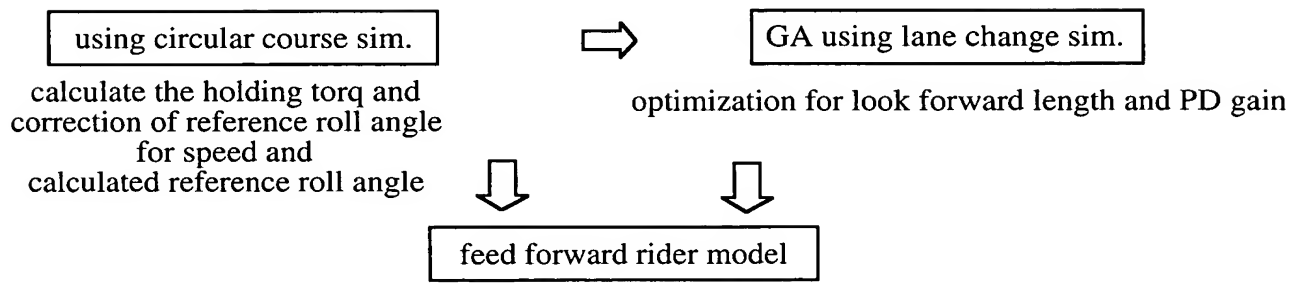 using circular course sim.
calculate the holding torq and
correction of reference roll angle
for speed and
calculated reference roll angle
GA using lane change sim.
optimization for look forward length and PD gain
feed forward rider model